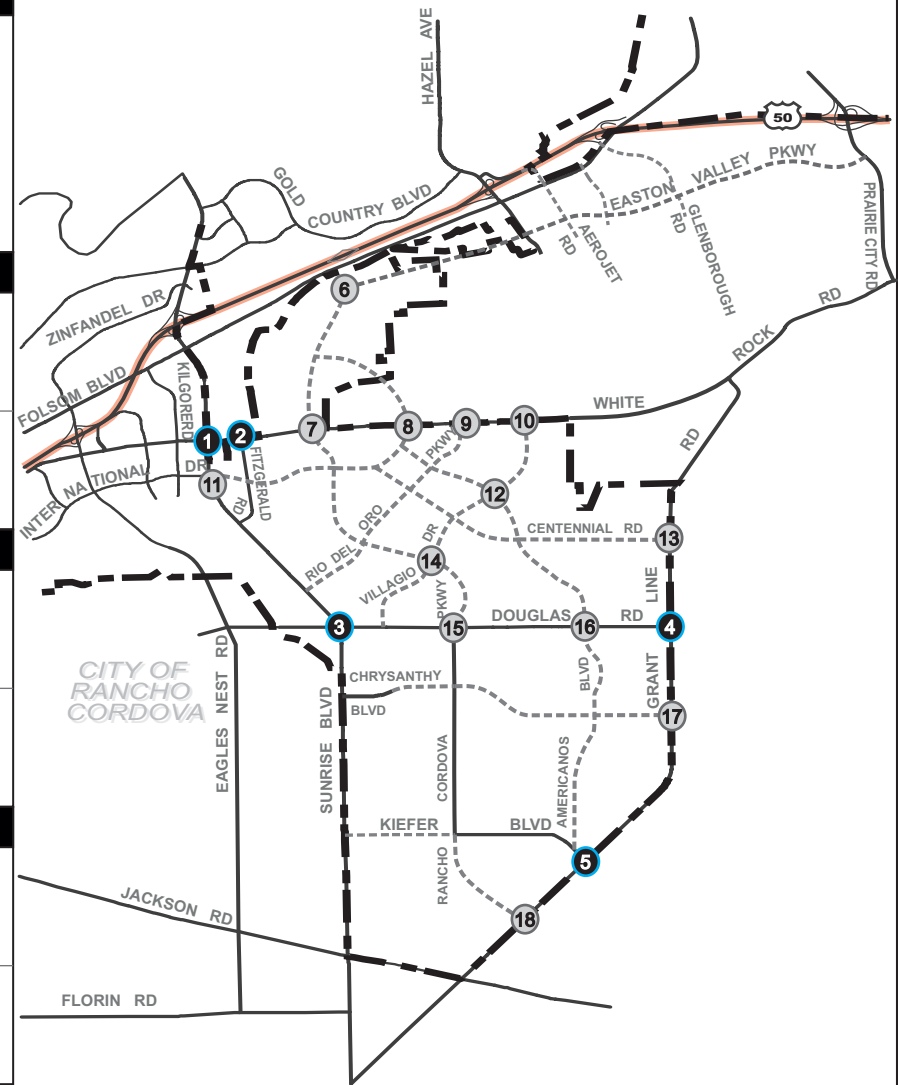 HAZEL AVE
50
GOLD
COUNTRY BLVD
EASTON VALLEY PKWY
PRAIRIE CITY RD
GLENBOROUGH
RD
AEROJET
RD
6
ZINFANDEL DR
ROCK RD
FOLSOM BLVD
KILGORE RD
WHITE
1
2
7
8
9
10
PKWY
RD
FITZGERALD
INTERNATIONAL DR
11
RD
12
RIO DEL ORO
DR
CENTENNIAL RD
13
14
VILLAGIO
PKWY
LINE
3
15
DOUGLAS RD
16
4
CITY OF
RANCHO
CORDOVA
EAGLES NEST RD
CHRYSANTHY
BLVD
BLVD
GRANT
17
SUNRISE BLVD
CORDOVA
AMERICANOS
KIEFER BLVD
5
RANCHO
JACKSON RD
18
FLORIN RD